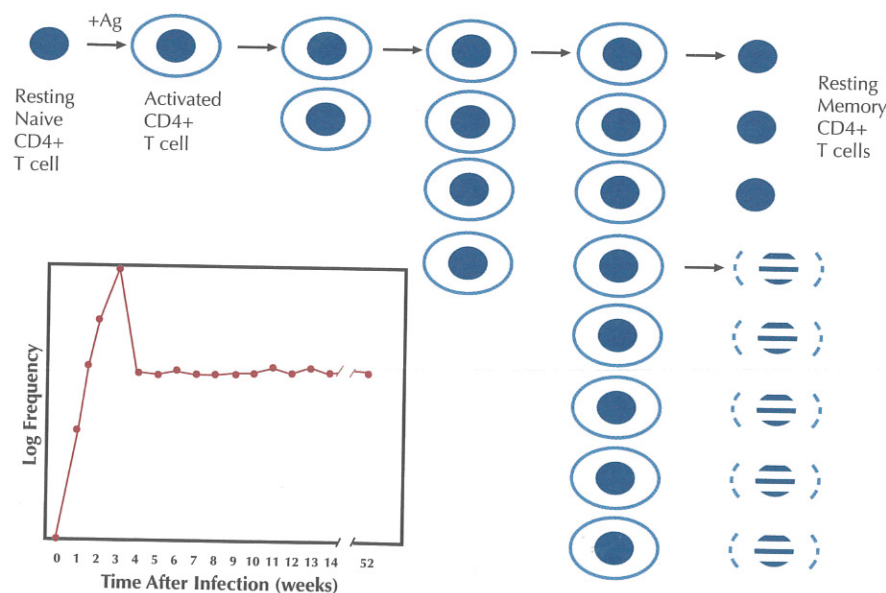 +Ag
Resting
Naive
CD4+
T cell
Activated
CD4+
T cell
Resting
Memory
CD4+
T cells
Log Frequency
0 1 2 3 4 5 6 7 8 9 10 11 12 13 14 52
Time After Infection (weeks)